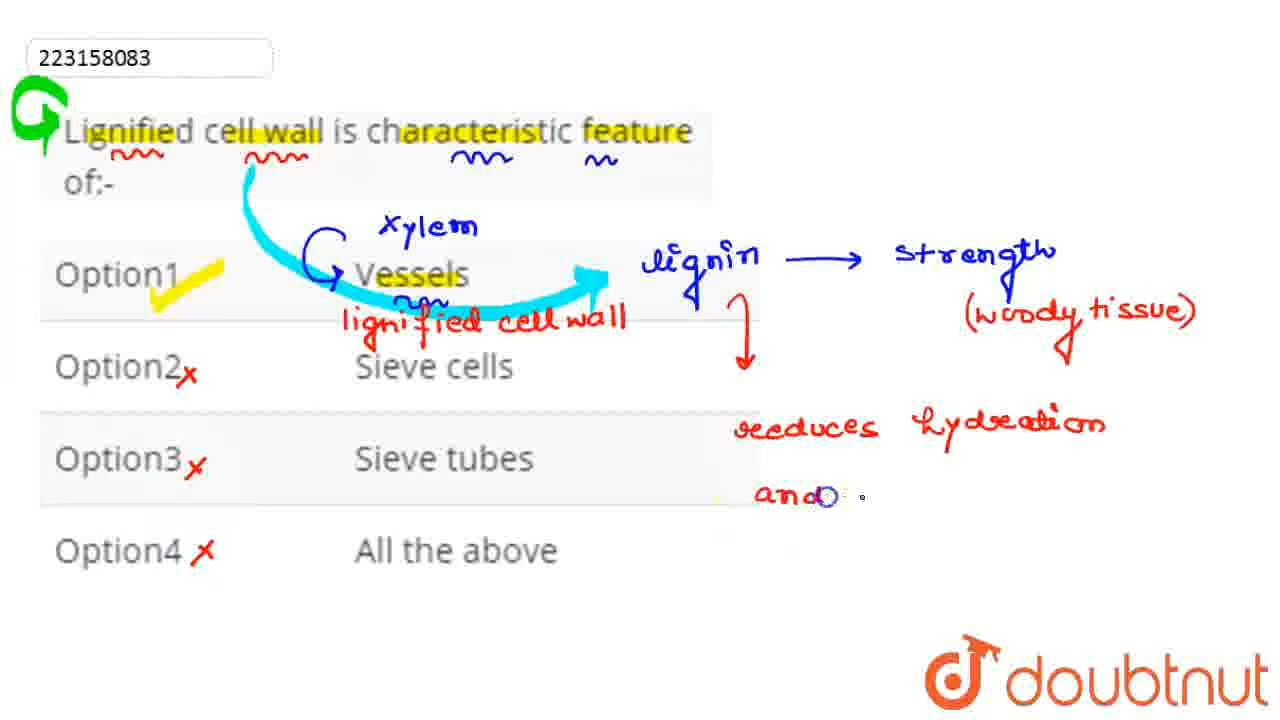 223158083
Lignified cell wall is characteristic feature
of:-
xylem
Option1 Vessels
lignin → strength
(woody tissue)
lignified cell wall
Option2 x Sieve cells
reduces hydration
Option3 x Sieve tubes
and
Option4 x All the above
doubtnut